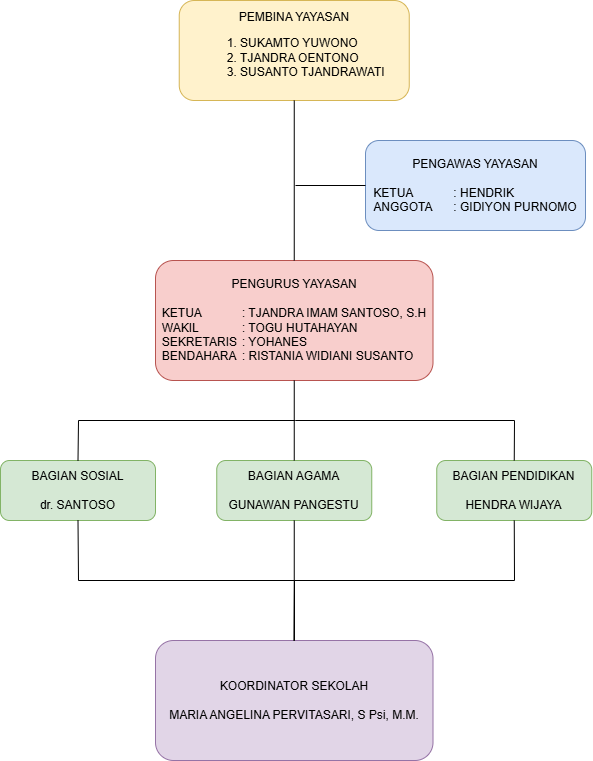 PEMBINA YAYASAN
1. SUKAMTO YUWONO
2. TJANDRA OENTONO
3. SUSANTO TJANDRAWATI
PENGAWAS YAYASAN
KETUA : HENDRIK
ANGGOTA : GIDIYON PURNOMO
PENGURUS YAYASAN
KETUA : TJANDRA IMAM SANTOSO, S.H
WAKIL : TOGU HUTAHAYAN
SEKRETARIS : YOHANES
BENDAHARA : RISTANIA WIDIANI SUSANTO
BAGIAN SOSIAL
dr. SANTOSO
BAGIAN AGAMA
GUNAWAN PANGESTU
BAGIAN PENDIDIKAN
HENDRA WIJAYA
KOORDINATOR SEKOLAH
MARIA ANGELINA PERVITASARI, S Psi, M.M.